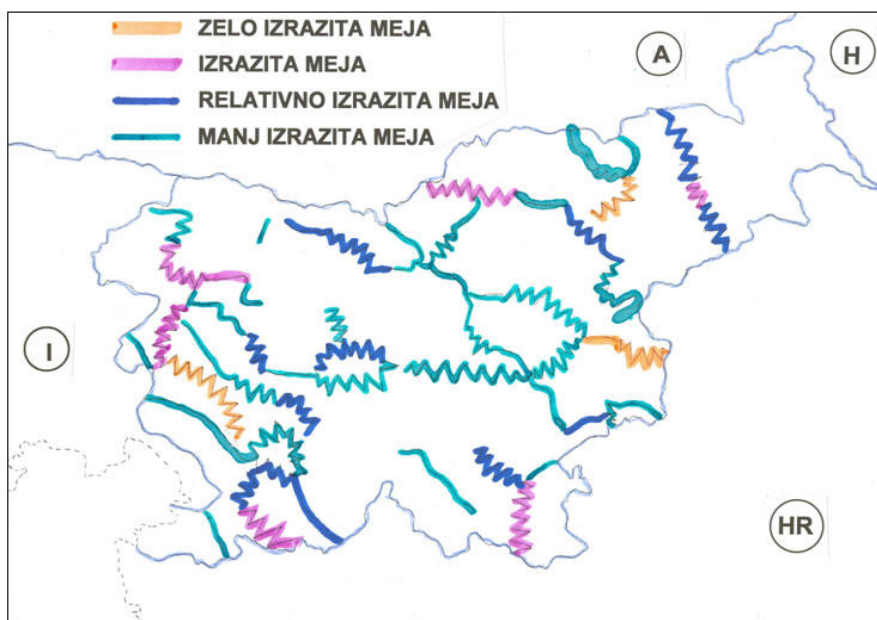 ZELO IZRAZITA MEJA
IZRAZITA MEJA
RELATIVNO IZRAZITA MEJA
MANJ IZRAZITA MEJA
A
H
I
HR